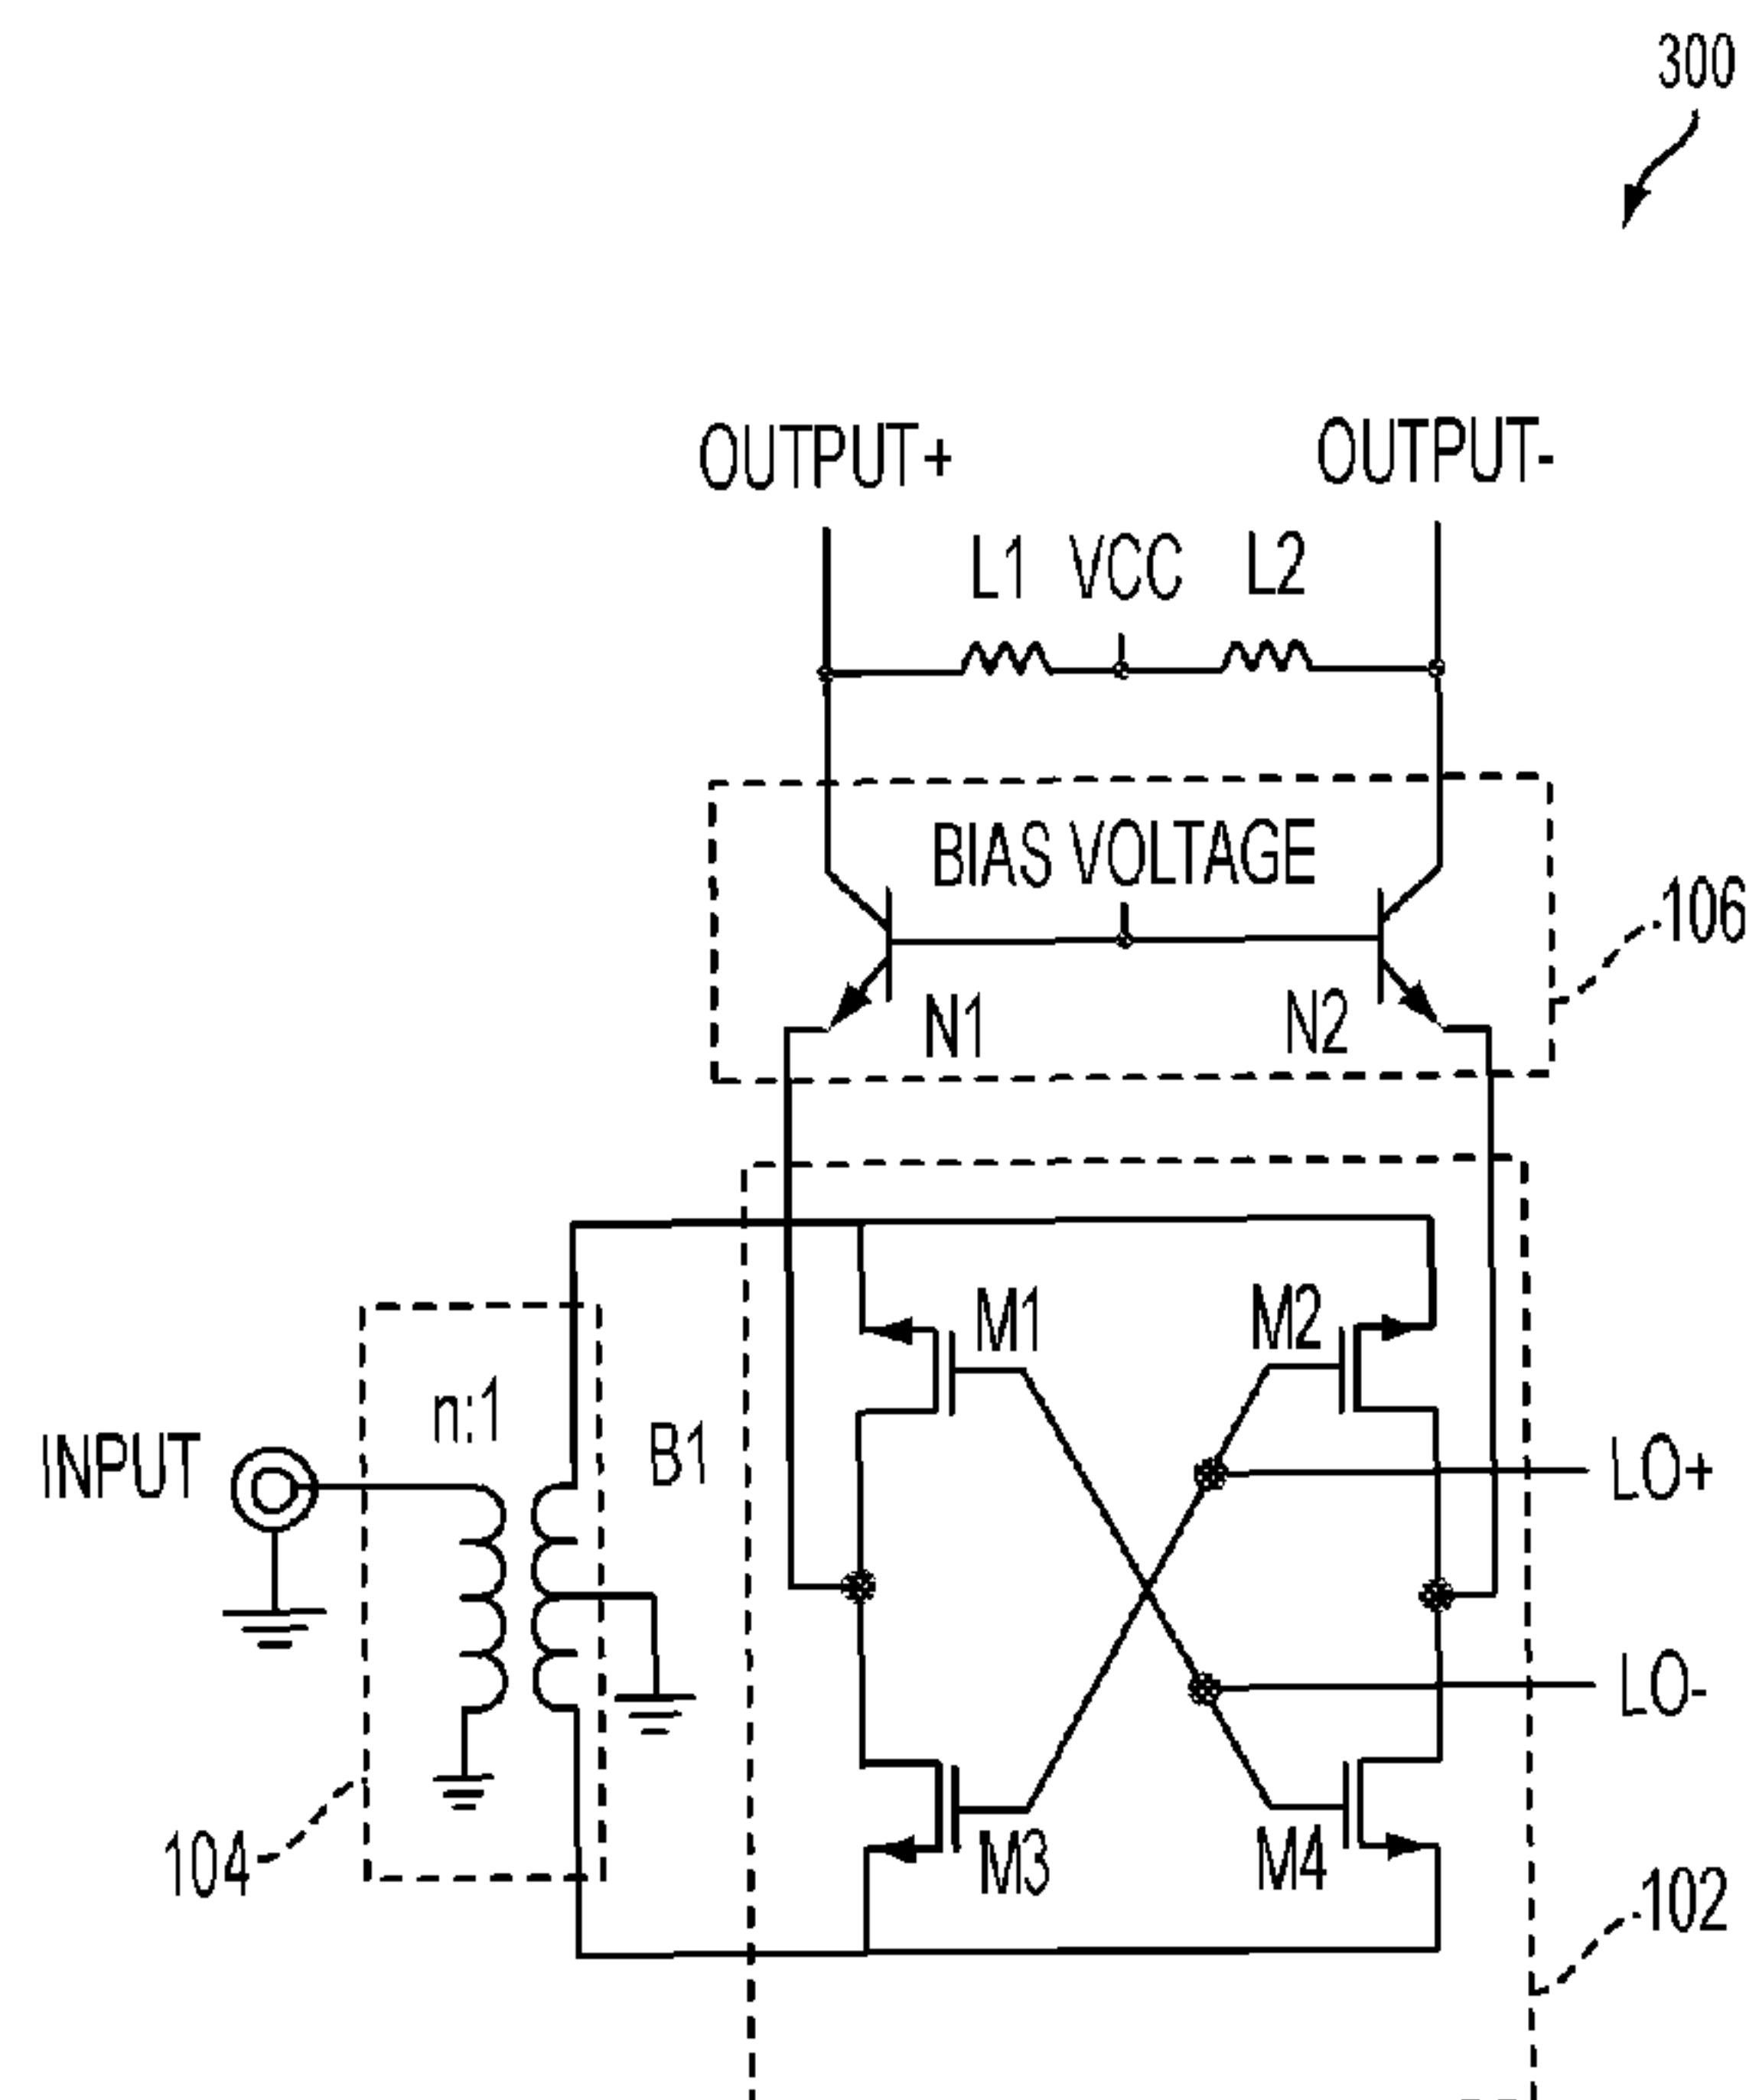 300
OUTPUT+
OUTPUT-
L1 VCC L2
BIAS VOLTAGE
106
N1
N2
M1
M2
n:1
B1
INPUT
LO+
LO-
M3
M4
104
102